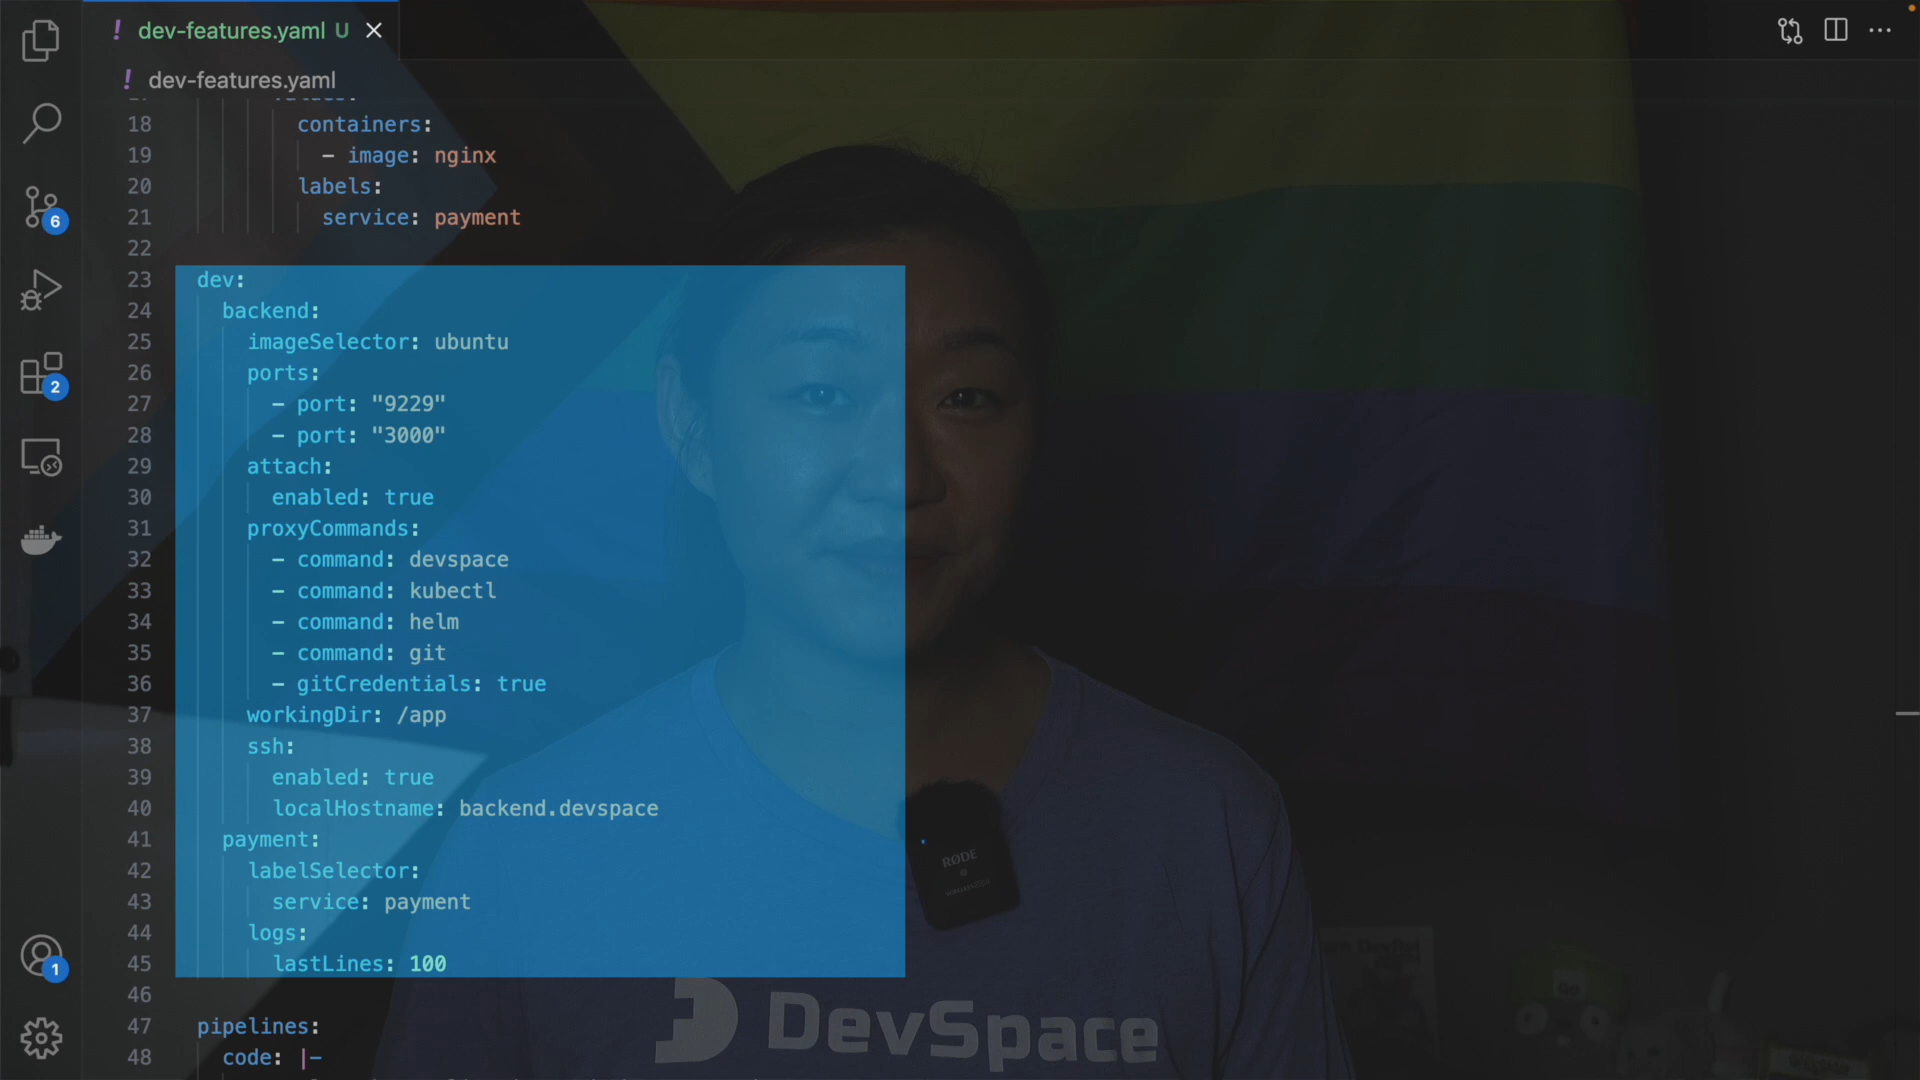 ! dev-features.yaml U
! dev-features.yaml
18 containers:
19 - image: nginx
20 labels:
21 service: payment
22
23 dev:
24 backend:
25 imageSelector: ubuntu
26 ports:
27 - port: "9229"
28 - port: "3000"
29 attach:
30 enabled: true
31 proxyCommands:
32 - command: devspace
33 - command: kubectl
34 - command: helm
35 - command: git
36 - gitCredentials: true
37 workingDir: /app
38 ssh:
39 enabled: true
40 localHostname: backend.devspace
41 payment:
42 labelSelector:
43 service: payment
44 logs:
45 lastLines: 100
46
47 pipelines:
48 code: |-
6
2
1
RØDE
DevSpace